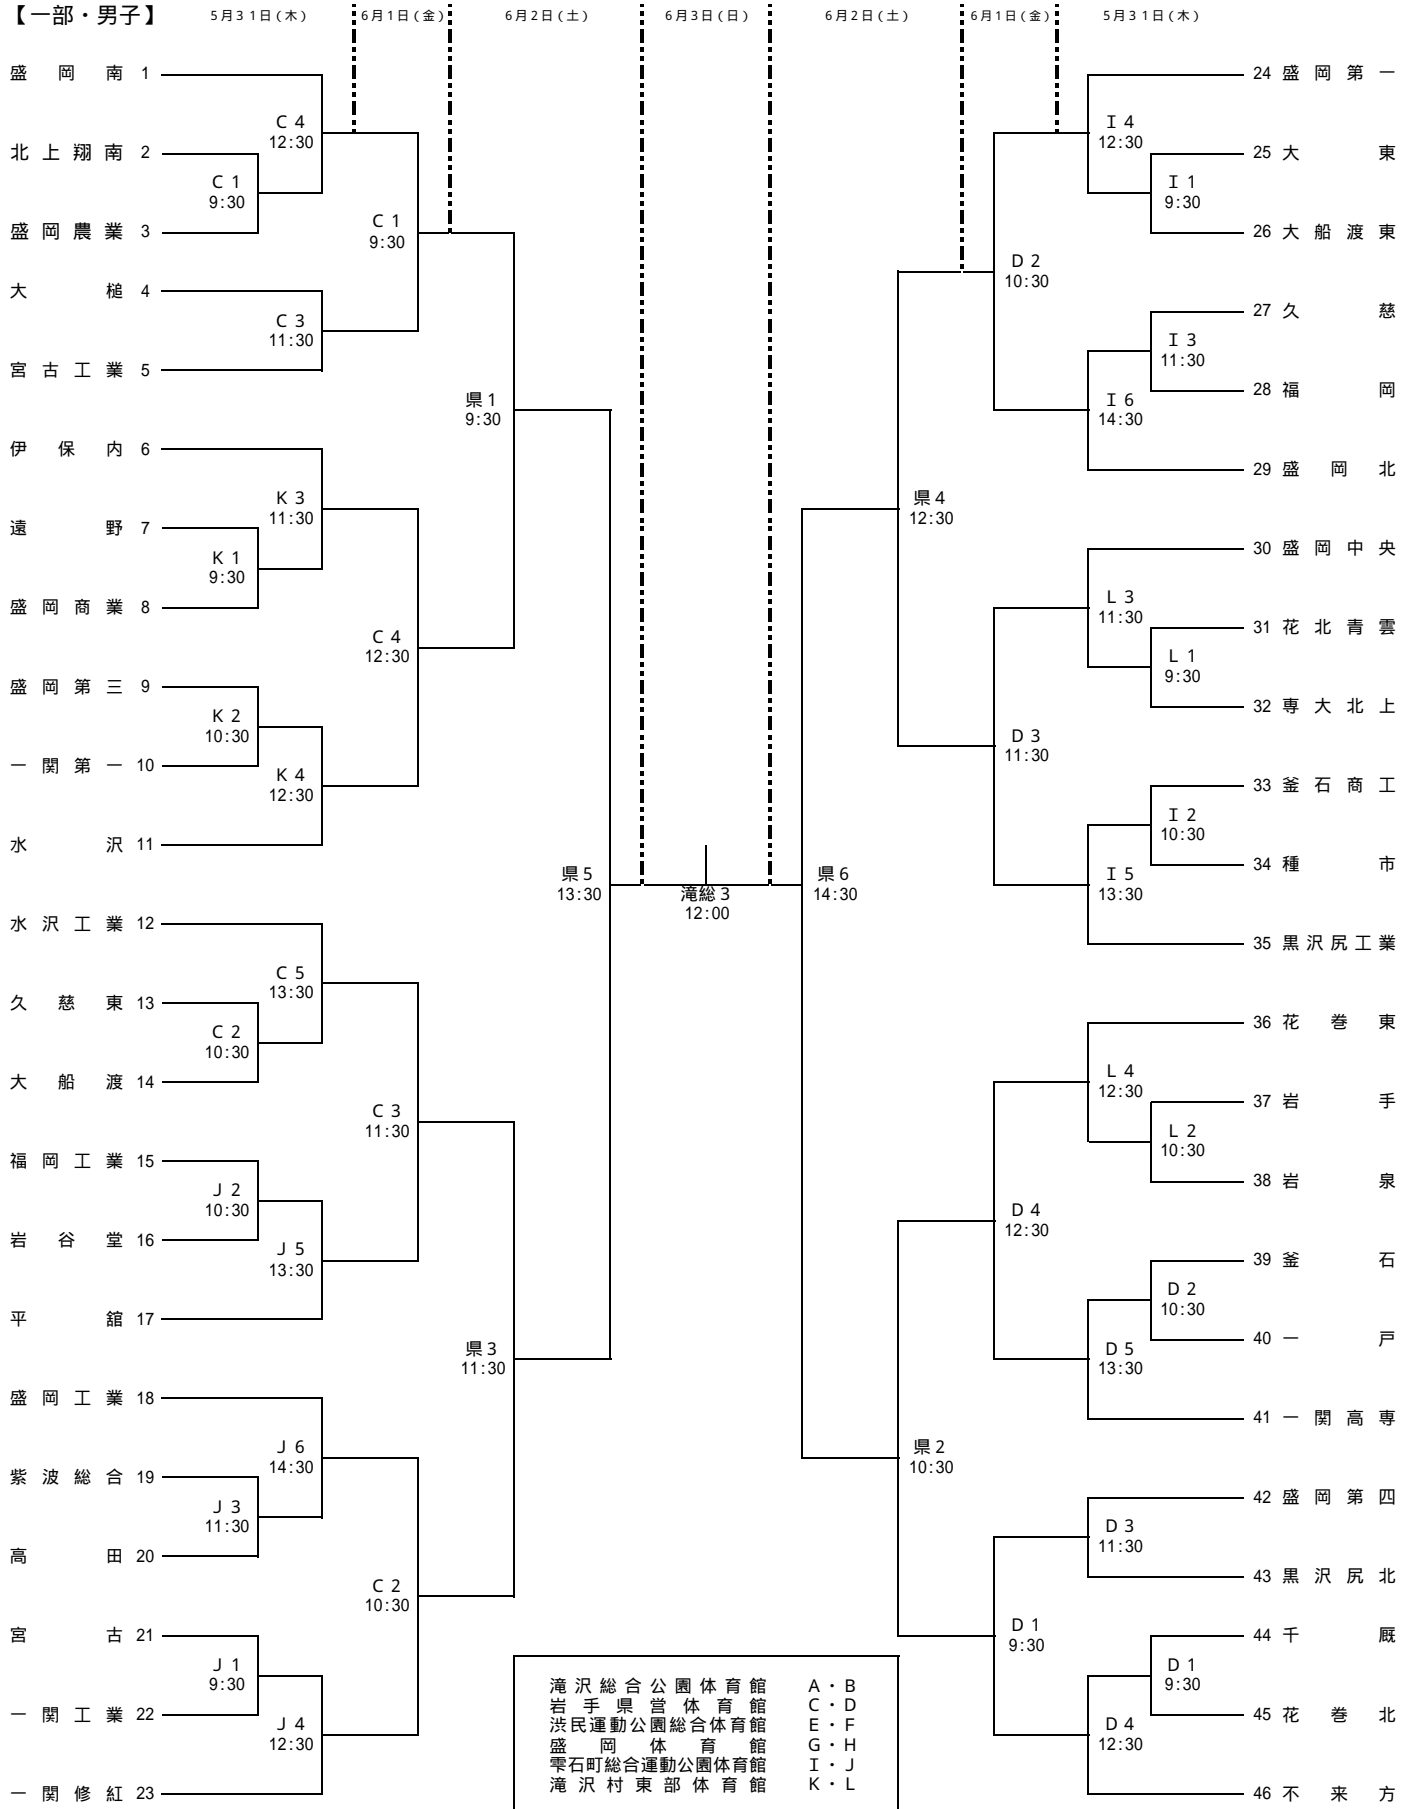 【一部・男子】
5月31日(木) 6月1日(金) 6月2日(土) 6月3日(日) 6月2日(土) 6月1日(金) 5月31日(木)
盛岡南 1
C 4
12:30
北上翔南 2
C 1
9:30
盛岡農業 3
C 1
9:30
大槌 4
C 3
11:30
宮古工業 5
県1
9:30
伊保内 6
K 3
11:30
遠野 7
K 1
9:30
盛岡商業 8
C 4
12:30
盛岡第三 9
K 2
10:30
一関第一 10
K 4
12:30
水沢 11
県5
13:30
水沢工業 12
C 5
13:30
久慈東 13
C 2
10:30
大船渡 14
C 3
11:30
福岡工業 15
J 2
10:30
岩谷堂 16
J 5
13:30
平舘 17
県3
11:30
盛岡工業 18
J 6
14:30
紫波総合 19
J 3
11:30
高田 20
C 2
10:30
宮古 21
J 1
9:30
一関工業 22
J 4
12:30
一関修紅 23
滝総3
12:00
24 盛岡第一
I 4
12:30
25 大東
I 1
9:30
26 大船渡東
D 2
10:30
27 久慈
I 3
11:30
28 福岡
I 6
14:30
29 盛岡北
県4
12:30
30 盛岡中央
L 3
11:30
31 花北青雲
L 1
9:30
32 専大北上
D 3
11:30
33 釜石商工
I 2
10:30
34 種市
I 5
13:30
35 黒沢尻工業
県6
14:30
36 花巻東
L 4
12:30
37 岩手
L 2
10:30
38 岩泉
D 4
12:30
39 釜石
D 2
10:30
40 一戸
D 5
13:30
41 一関高専
県2
10:30
42 盛岡第四
D 3
11:30
43 黒沢尻北
D 1
9:30
44 千厩
D 1
9:30
45 花巻北
D 4
12:30
46 不来方
滝沢総合公園体育館 A・B
岩手県営体育館 C・D
渋民運動公園総合体育館 E・F
盛岡体育館 G・H
雫石町総合運動公園体育館 I・J
滝沢村東部体育館 K・L